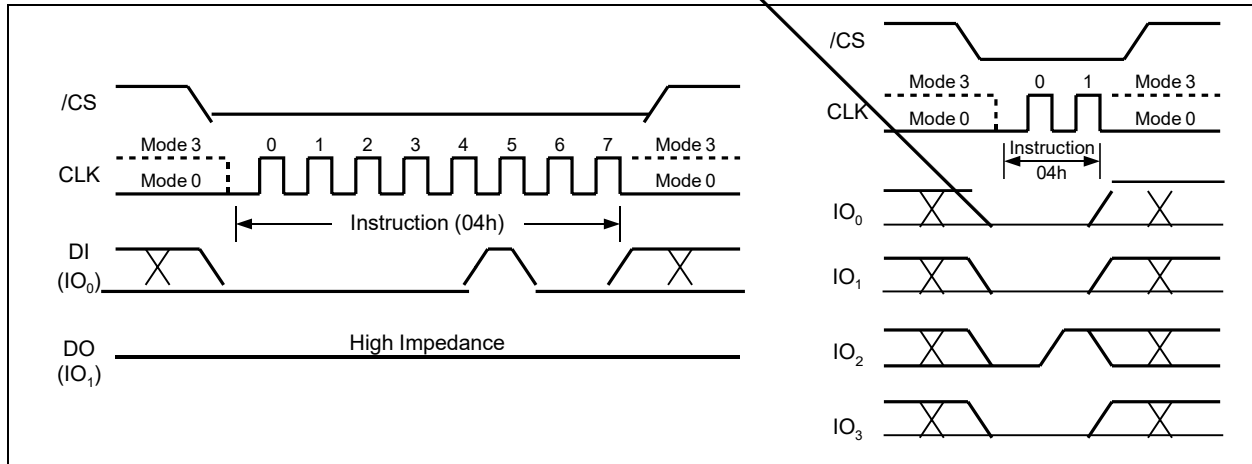 /CS
Mode 3 0 1 2 3 4 5 6 7 Mode 3
CLK
Mode 0 Mode 0
Instruction (04h)
DI
(IO0)
High Impedance
DO
(IO1)
/CS
Mode 3 0 1 Mode 3
CLK
Mode 0 Mode 0
Instruction
04h
IO0
IO1
IO2
IO3